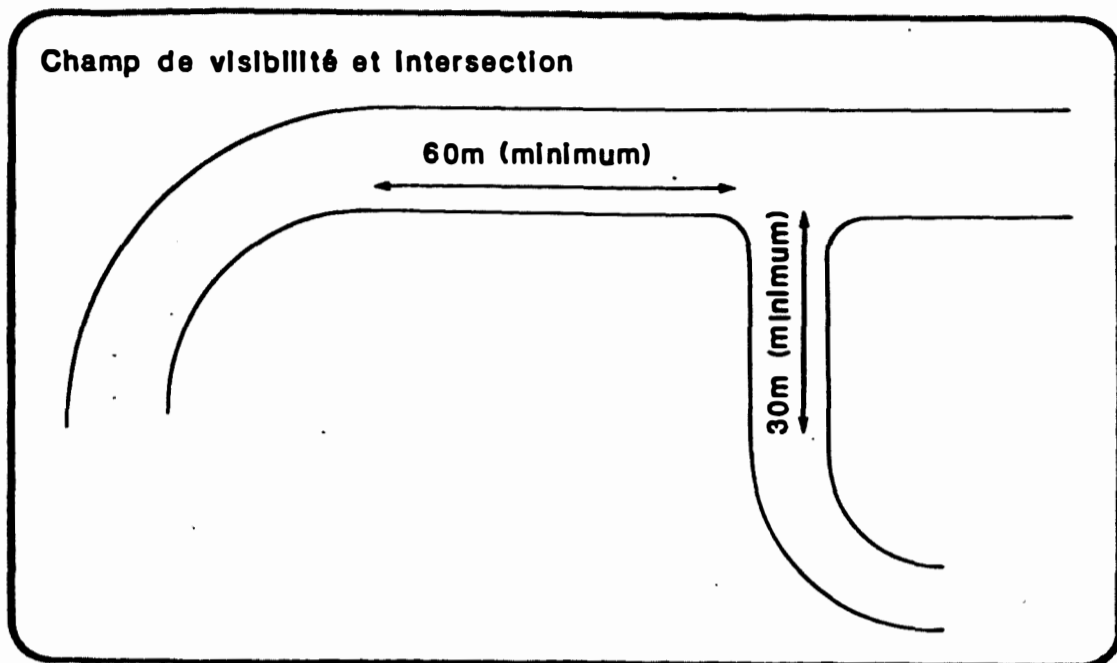 Champ de visibilité et intersection
60m (minimum)
30m (minimum)